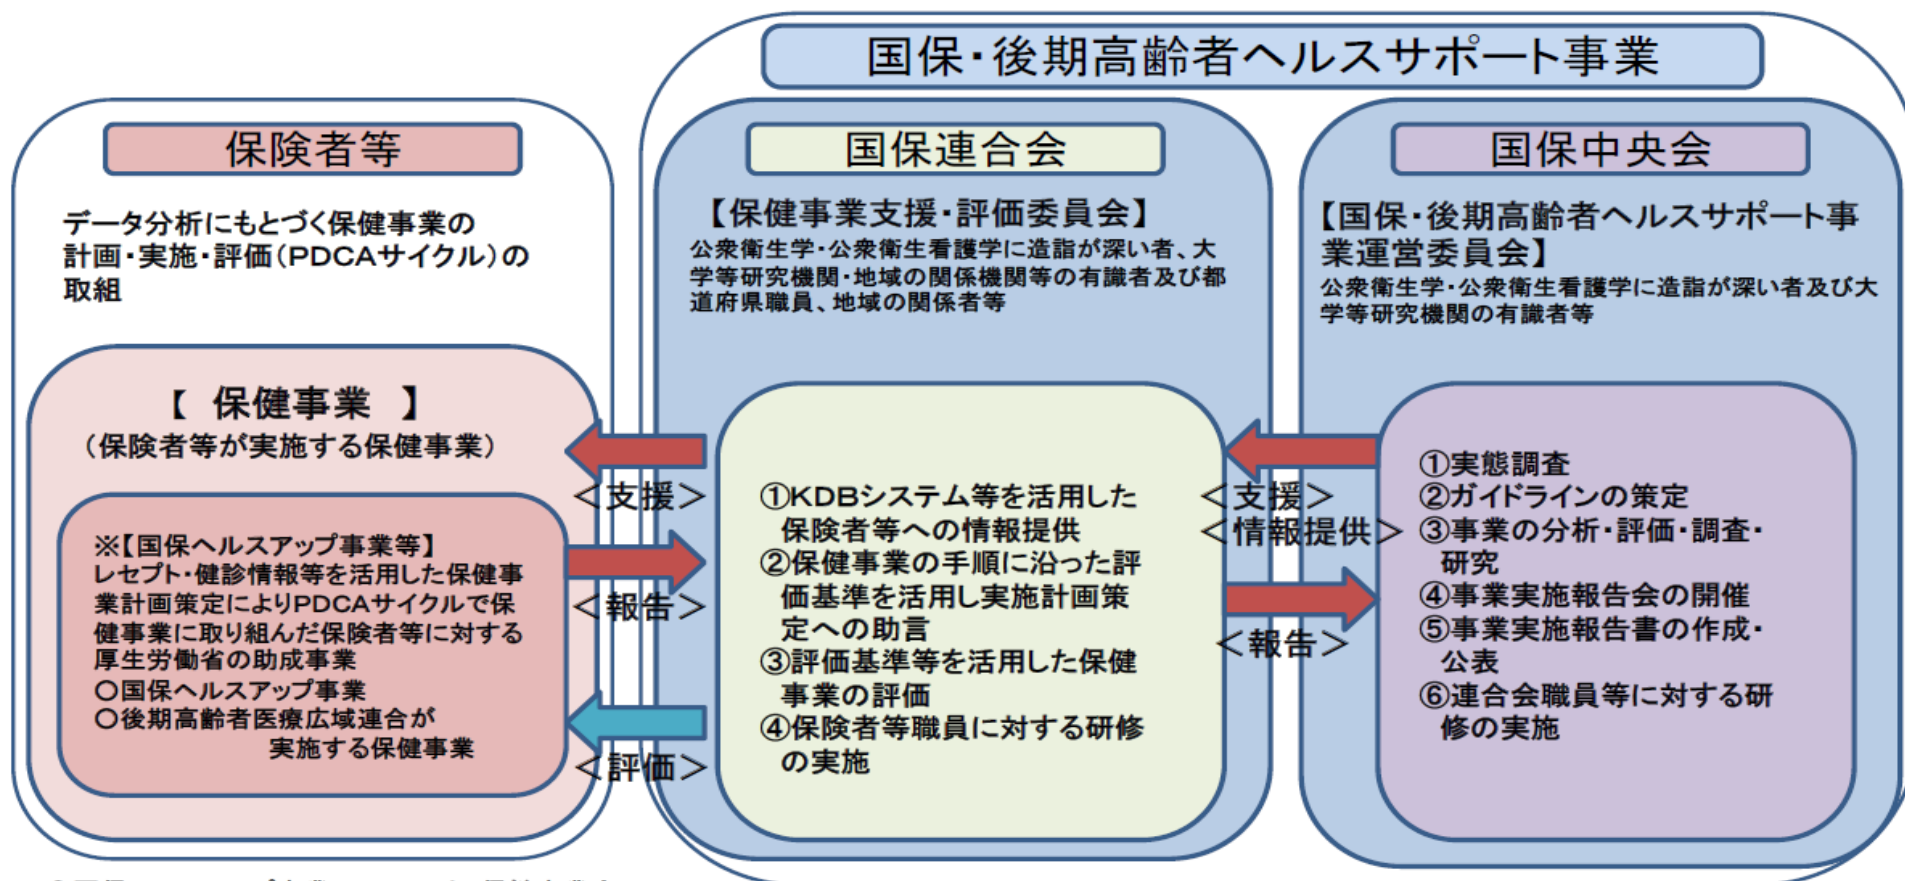 国保・後期高齢者ヘルスサポート事業
保険者等
データ分析にもとづく保健事業の
計画・実施・評価(PDCAサイクル)の
取組
【 保健事業 】
(保険者等が実施する保健事業)
※【国保ヘルスアップ事業等】
レセプト・健診情報等を活用した保健事
業計画策定によりPDCAサイクルで保
健事業に取り組んだ保険者等に対する
厚生労働省の助成事業
〇国保ヘルスアップ事業
〇後期高齢者医療広域連合が
実施する保健事業
<支援>
<報告>
<評価>
国保連合会
【保健事業支援・評価委員会】
公衆衛生学・公衆衛生看護学に造詣が深い者、大
学等研究機関・地域の関係機関等の有識者及び都
道府県職員、地域の関係者等
①KDBシステム等を活用した
保険者等への情報提供
②保健事業の手順に沿った評
価基準を活用し実施計画策
定への助言
③評価基準等を活用した保健
事業の評価
④保険者等職員に対する研修
の実施
<支援>
<情報提供>
<報告>
国保中央会
【国保・後期高齢者ヘルスサポート事
業運営委員会】
公衆衛生学・公衆衛生看護学に造詣が深い者及び大
学等研究機関の有識者等
①実態調査
②ガイドラインの策定
③事業の分析・評価・調査・
研究
④事業実施報告会の開催
⑤事業実施報告書の作成・
公表
⑥連合会職員等に対する研
修の実施